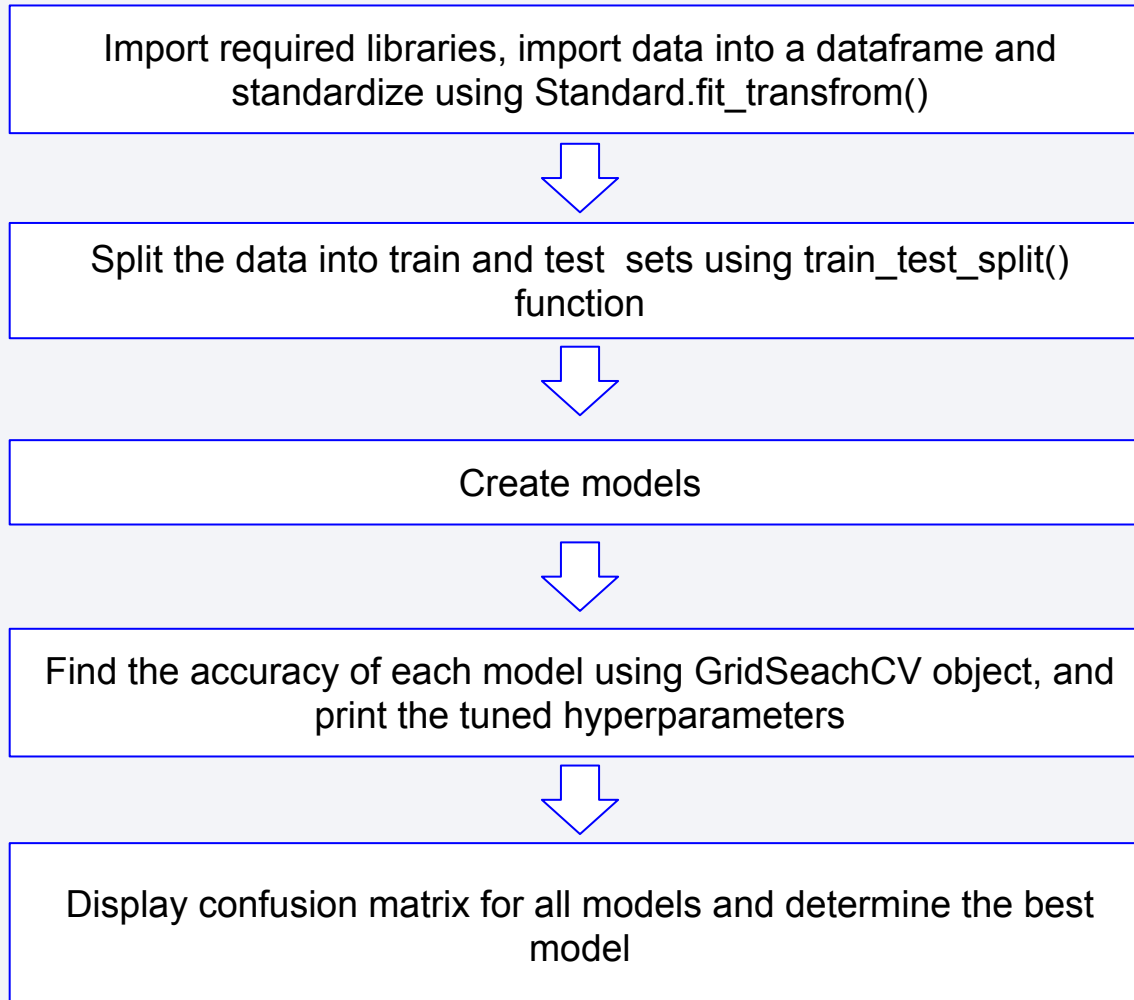 Import required libraries, import data into a dataframe and
standardize using Standard.fit_transfrom()
Split the data into train and test  sets using train_test_split()
function
Create models
Find the accuracy of each model using GridSeachCV object, and
print the tuned hyperparameters
Display confusion matrix for all models and determine the best
model